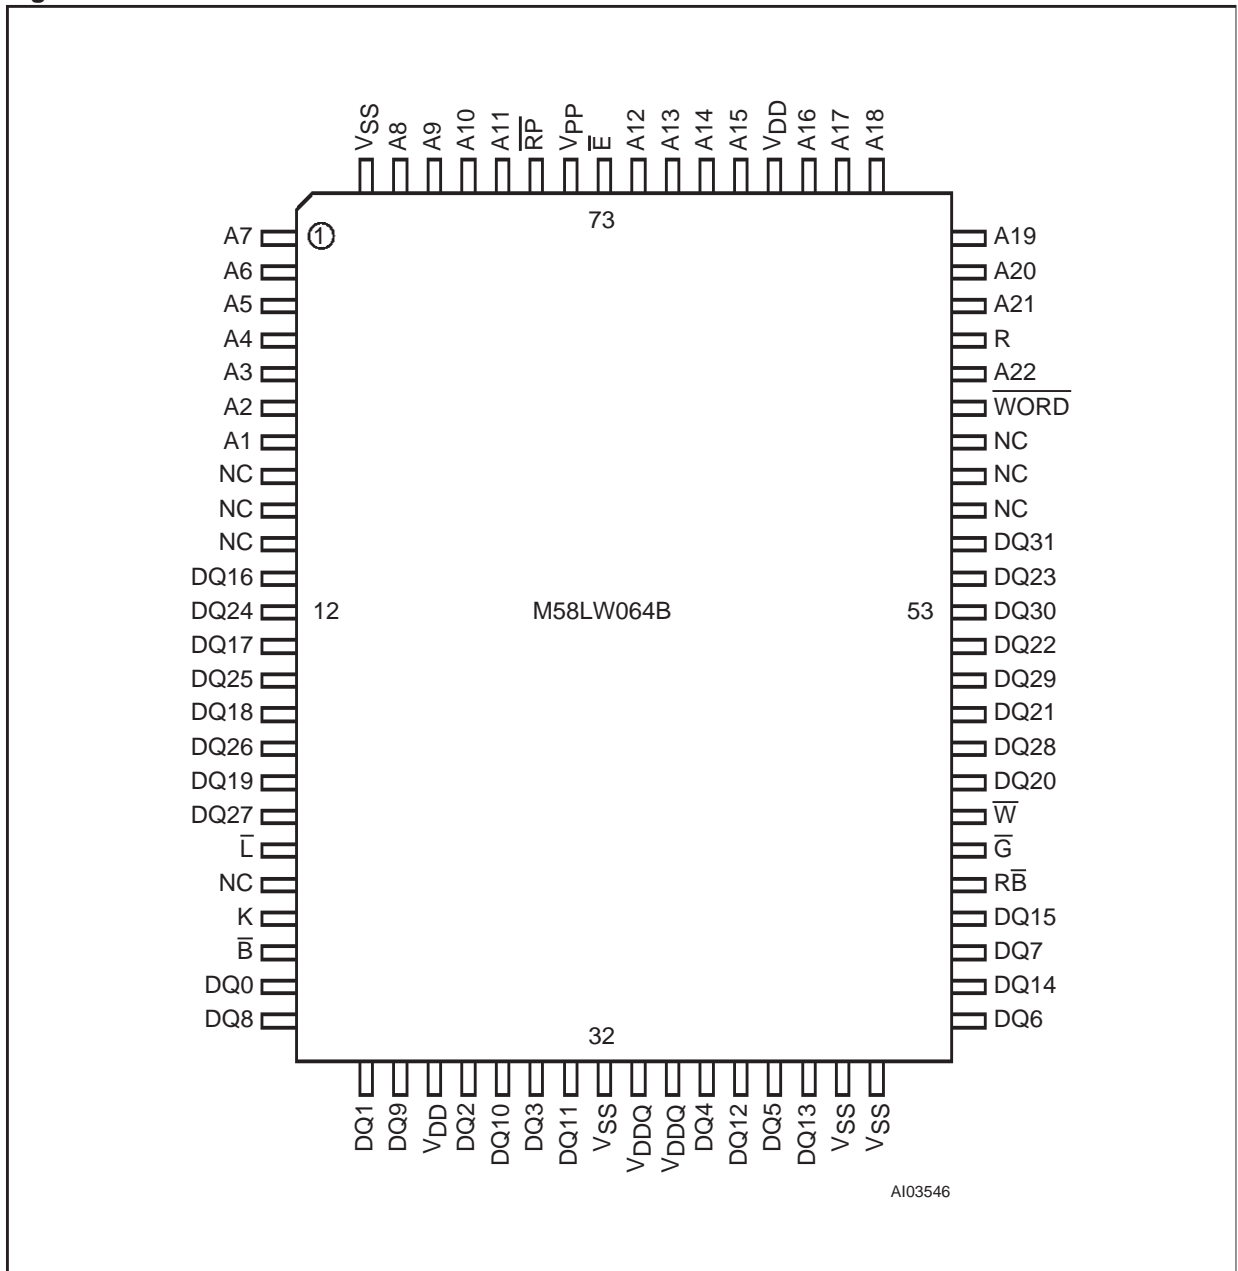 VSS
A8
A9
A10
A11
RP
VPP
E
A12
A13
A14
A15
VDD
A16
A17
A18
73
A7
1
A19
A6
A20
A5
A21
A4
R
A3
A22
A2
WORD
A1
NC
NC
NC
NC
NC
NC
DQ31
DQ16
DQ23
DQ24
12
M58LW064B
53
DQ30
DQ17
DQ22
DQ25
DQ29
DQ18
DQ21
DQ26
DQ28
DQ19
DQ20
DQ27
W
L
G
NC
RB
K
DQ15
B
DQ7
DQ0
DQ14
DQ8
DQ6
32
DQ1
DQ9
VDD
DQ2
DQ10
DQ3
DQ11
VSS
VDDQ
VDDQ
DQ4
DQ12
DQ5
DQ13
VSS
VSS
AI03546